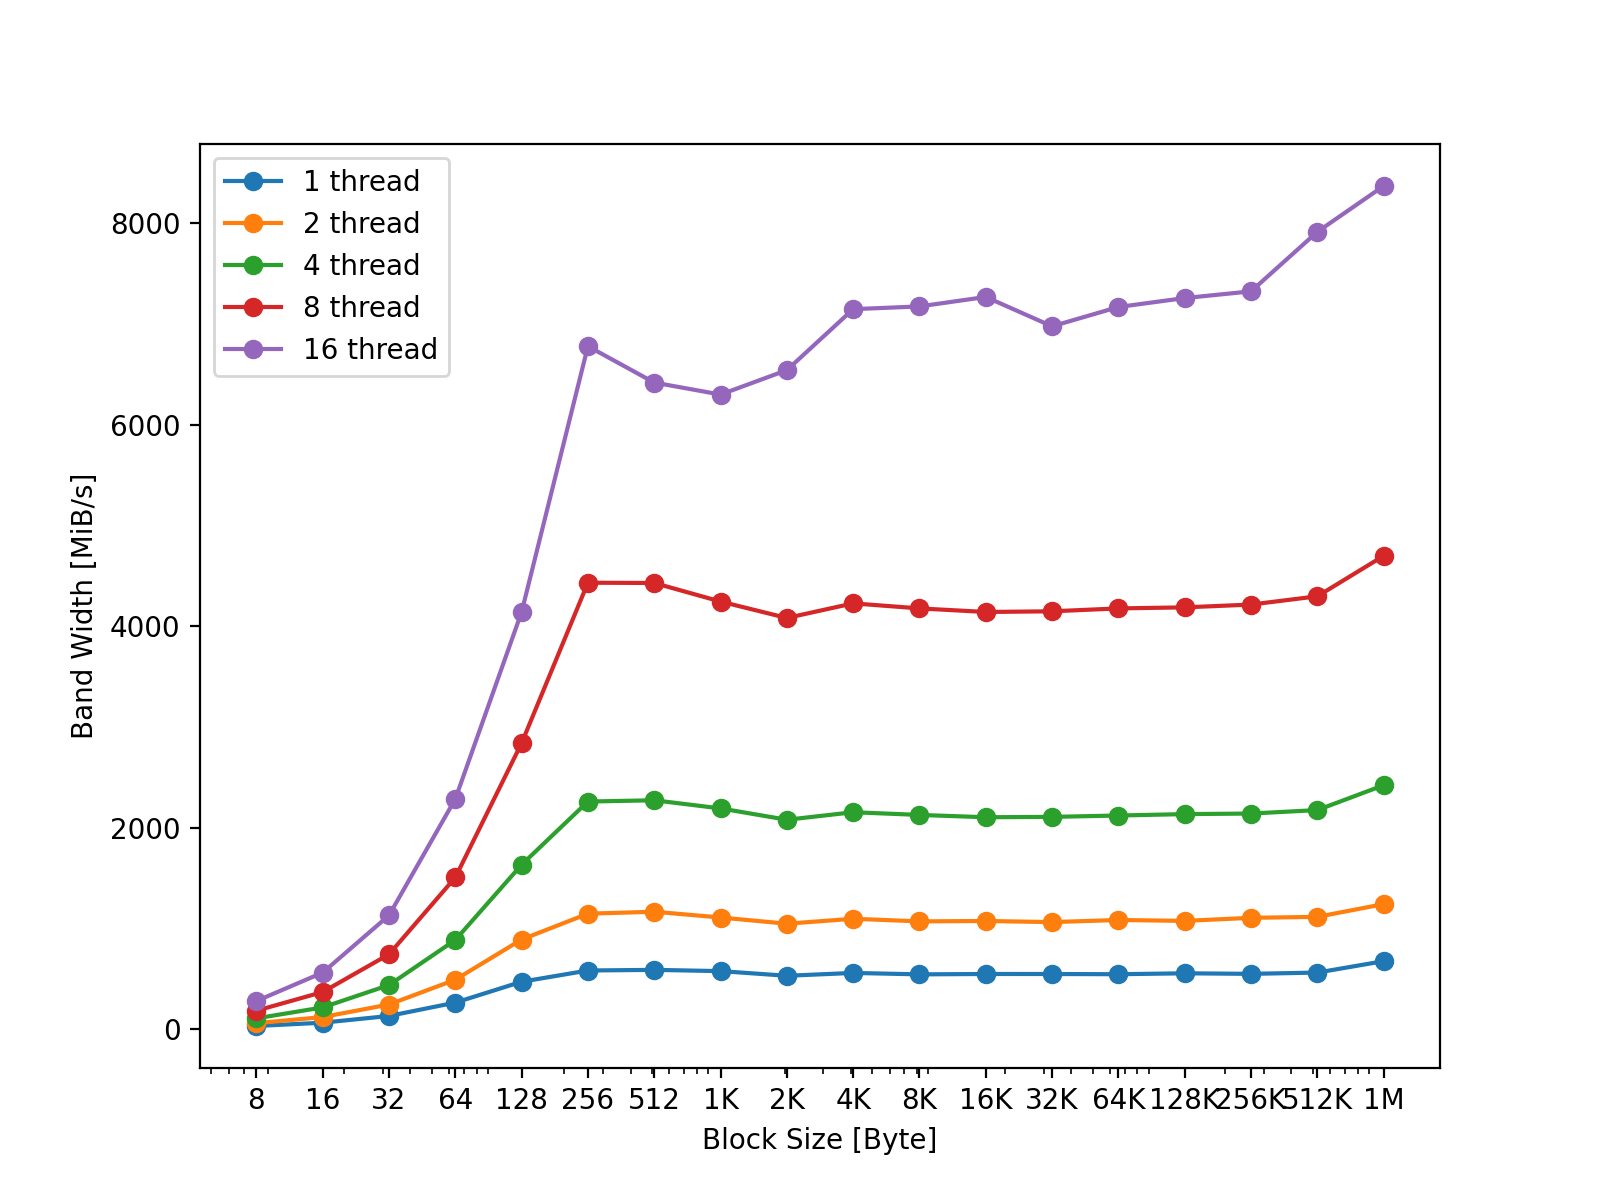 1 thread
2 thread
4 thread
8 thread
16 thread
8000
6000
4000
2000
0
Band Width [MiB/s]
8 16 32 64 128 256 512 1K 2K 4K 8K 16K 32K 64K 128K 256K 512K 1M
Block Size [Byte]